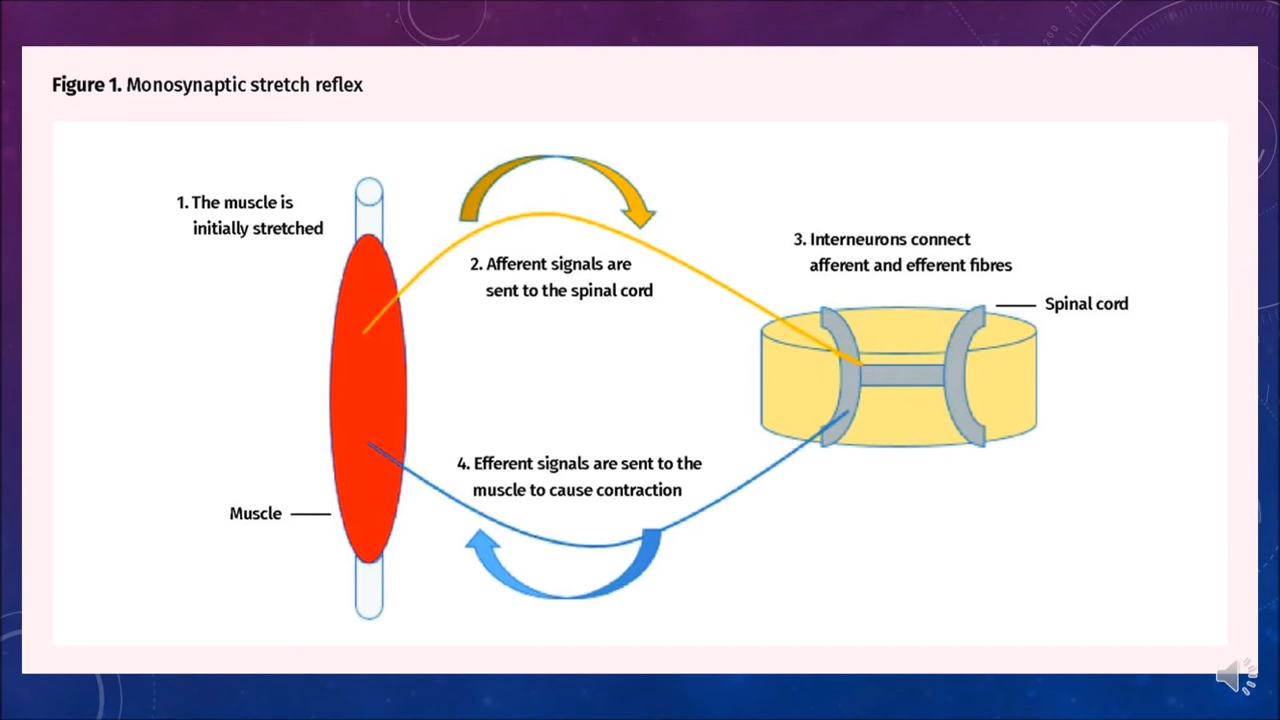 Figure 1. Monosynaptic stretch reflex
1. The muscle is
initially stretched
2. Afferent signals are
sent to the spinal cord
3. Interneurons connect
afferent and efferent fibres
Spinal cord
4. Efferent signals are sent to the
muscle to cause contraction
Muscle
200